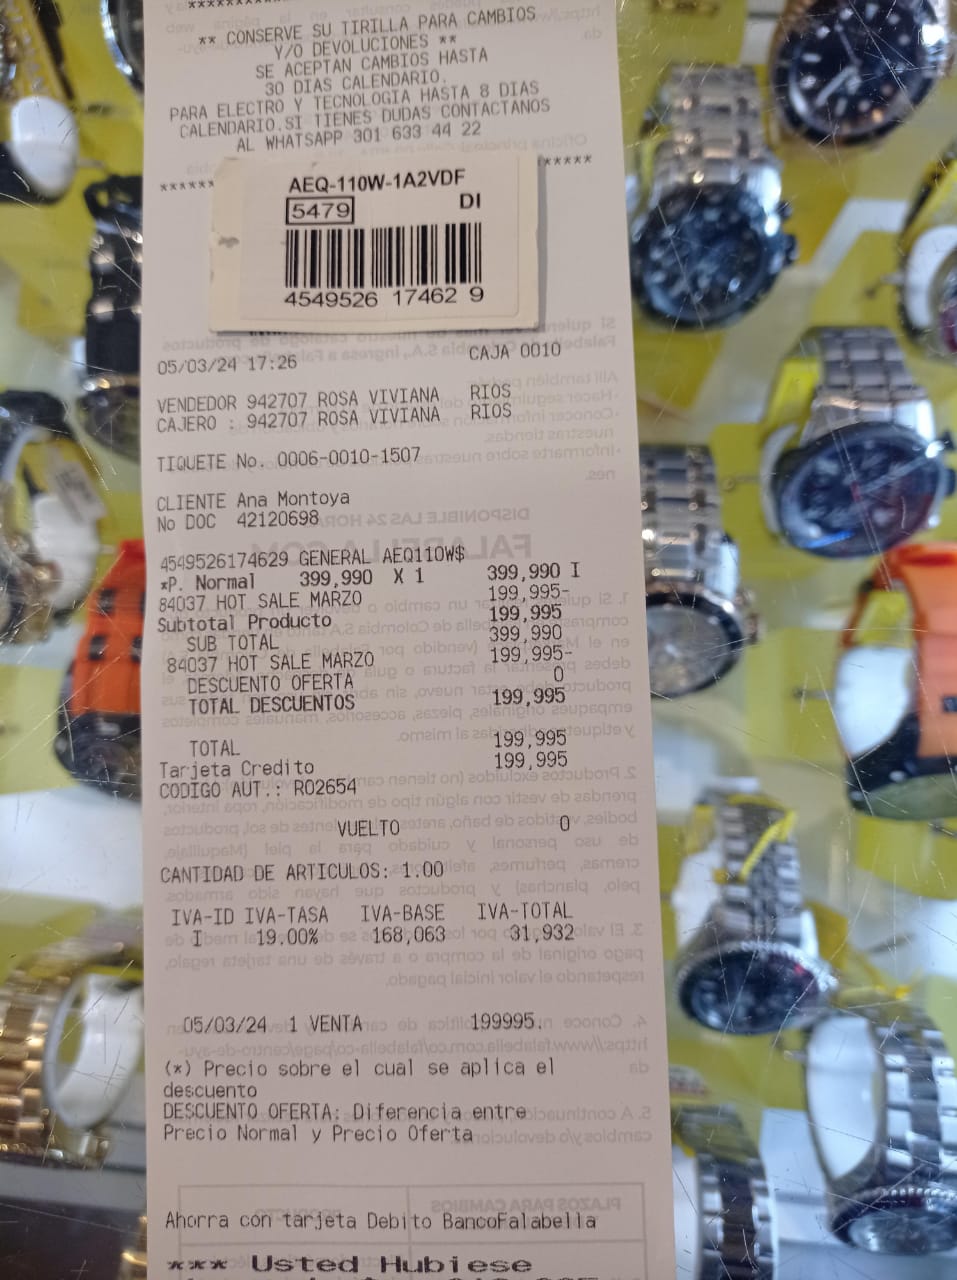 ** CONSERVE SU TIRILLA PARA CAMBIOS
Y/O DEVOLUCIONES **
SE ACEPTAN CAMBIOS HASTA
30 DIAS CALENDARIO.
PARA ELECTRO Y TECNOLOGIA HASTA 8 DIAS
CALENDARIO.SI TIENES DUDAS CONTACTANOS
AL WHATSAPP 301 633 44 22
AEQ-110W-1A2VDF
5479 DI
4549526 17462 9
05/03/24 17:26 CAJA 0010
VENDEDOR 942707 ROSA VIVIANA RIOS
CAJERO : 942707 ROSA VIVIANA RIOS
TIQUETE No. 0006-0010-1507
CLIENTE Ana Montoya
No DOC 42120698
4549526174629 GENERAL AEQ110W$
*P. Normal 399,990 X 1 399,990 I
84037 HOT SALE MARZO 199,995-
Subtotal Producto 199,995
SUB TOTAL 399,990
84037 HOT SALE MARZO 199,995-
DESCUENTO OFERTA 0
TOTAL DESCUENTOS 199,995
TOTAL 199,995
Tarjeta Credito 199,995
CODIGO AUT.: R02654
VUELTO 0
CANTIDAD DE ARTICULOS: 1.00
IVA-ID IVA-TASA IVA-BASE IVA-TOTAL
I 19.00% 168,063 31,932
05/03/24 1 VENTA 199995.
(*) Precio sobre el cual se aplica el
descuento
DESCUENTO OFERTA: Diferencia entre
Precio Normal y Precio Oferta
Ahorra con tarjeta Debito BancoFalabella
*** Usted Hubiese